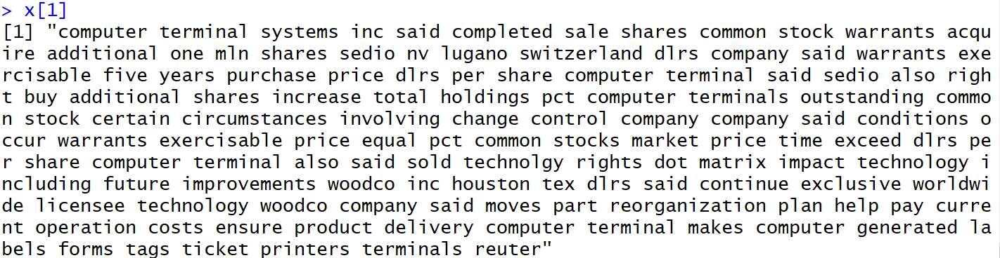 > x[1]
[1] "computer terminal systems inc said completed sale shares common stock warrants acqu
ire additional one mln shares sedio nv lugano switzerland dlrs company said warrants exe
rcisable five years purchase price dlrs per share computer terminal said sedio also righ
t buy additional shares increase total holdings pct computer terminals outstanding commo
n stock certain circumstances involving change control company company said conditions o
ccur warrants exercisable price equal pct common stocks market price time exceed dlrs pe
r share computer terminal also said sold technolgy rights dot matrix impact technology i
ncluding future improvements woodco inc houston tex dlrs said continue exclusive worldwi
de licensee technology woodco company said moves part reorganization plan help pay curre
nt operation costs ensure product delivery computer terminal makes computer generated la
bels forms tags ticket printers terminals reuter"